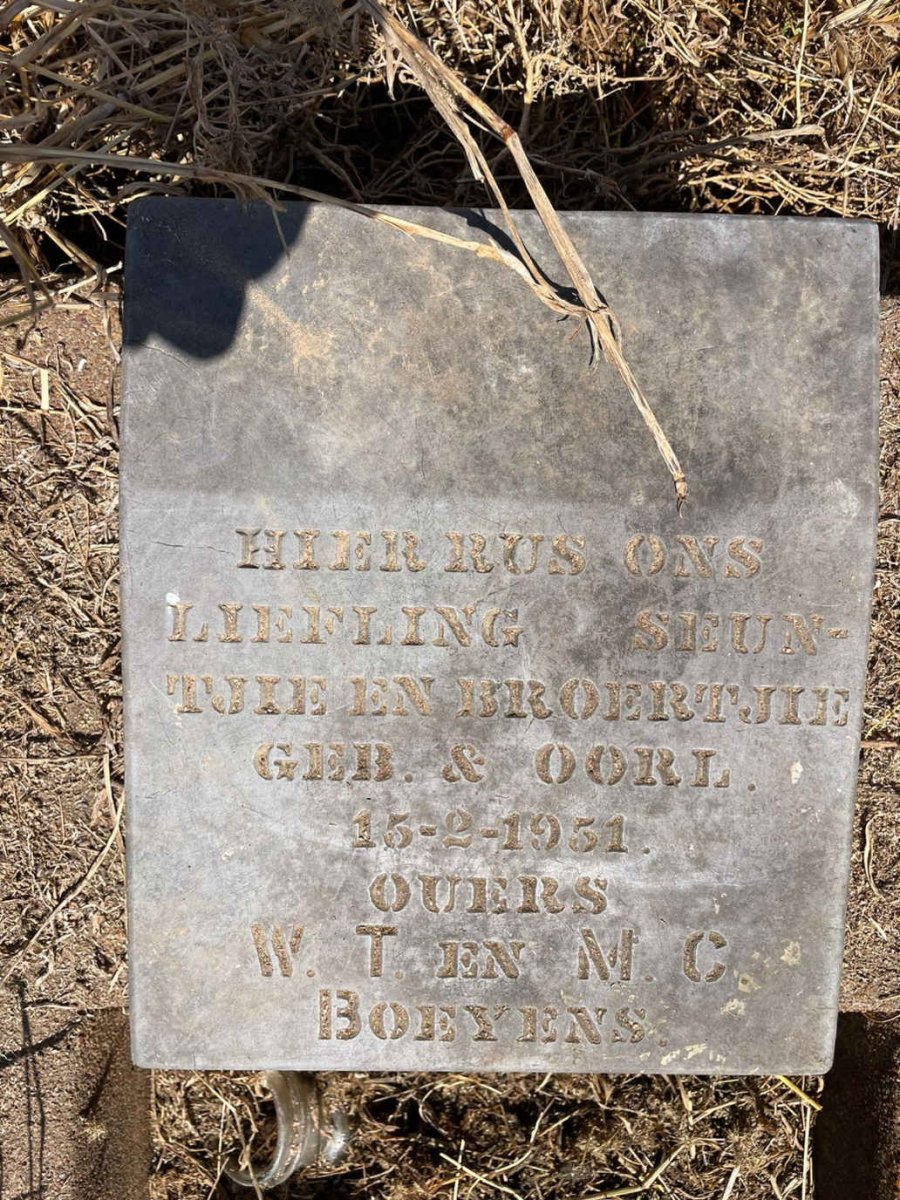 HIER RUS ONS
LIEFLING SEUN-
TJIE EN BROERTJIE
GEB. & OORL.
15-2-1951.
OUERS
W. T. EN M. C
BOEYENS.